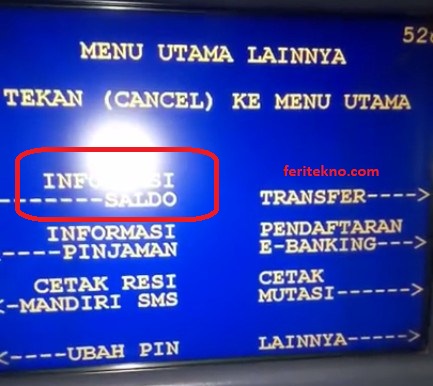 MENU UTAMA LAINNYA
TEKAN (CANCEL) KE MENU UTAMA
feritekno.com
INFORMASI
--------SALDO
TRANSFER---->
INFORMASI
----PINJAMAN
PENDAFTARAN
E-BANKING--->
CETAK RESI
<-MANDIRI SMS
CETAK
MUTASI------>
<----UBAH PIN
LAINNYA----->